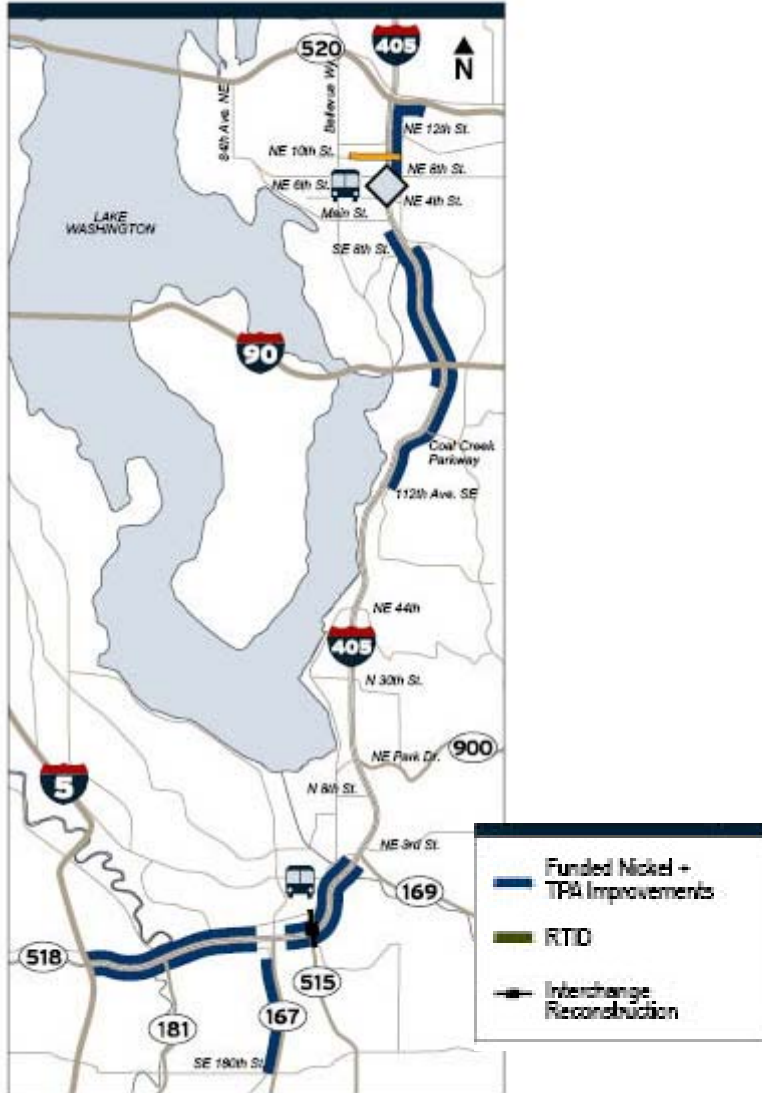 520
405
N
84th Ave. NE
Bellevue Wy.
NE 12th St.
NE 10th St.
NE 8th St.
NE 6th St.
NE 4th St.
Main St.
SE 8th St.
LAKE
WASHINGTON
90
Coal Creek
Parkway
112th Ave. SE
NE 44th
405
N 30th St.
900
NE Park Dr.
5
N 8th St.
NE 3rd St.
169
518
515
181
167
SE 180th St.
Funded Nickel +
TPA Improvements
RTID
Interchange
Reconstruction